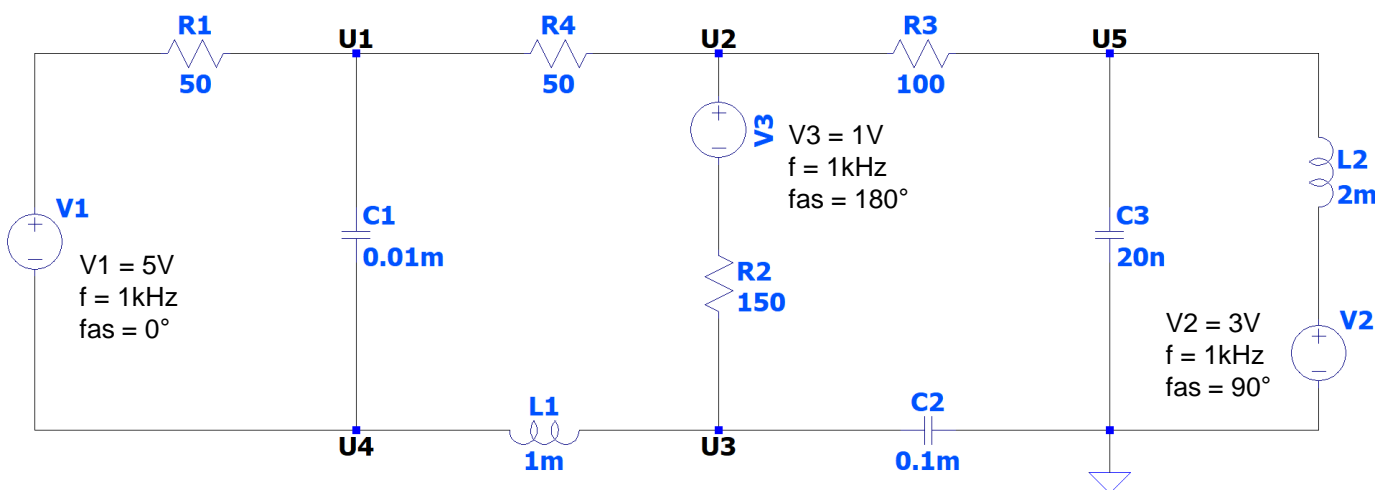 R1
50
U1
R4
50
U2
R3
100
U5
V3
V3 = 1V
f = 1kHz
fas = 180°
L2
2m
V1
V1 = 5V
f = 1kHz
fas = 0°
C1
0.01m
R2
150
C3
20n
V2
V2 = 3V
f = 1kHz
fas = 90°
U4
L1
1m
U3
C2
0.1m